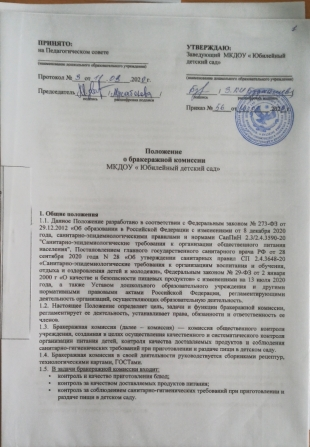 ПРИНЯТО:
на Педагогическом совете
Протокол № 3 от
Председатель
УТВЕРЖДАЮ:
Заведующий МКДОУ « Юбилейный
детский сад»
Приказ № 56
Положение
о бракеражной комиссии
МКДОУ « Юбилейный детский сад»
1. Общие положения
1.1. Данное Положение разработано в соответствии с Федеральным законом № 273-ФЗ от
29.12.2012 «Об образовании в Российской Федерации с изменениями от 8 декабря 2020
года, санитарно-эпидемиологическими правилами и нормами СанПиН 2.3/2.4.3590-20
"Санитарно-эпидемиологические требования к организации общественного питания
населения", Постановлением главного государственного санитарного врача РФ от 28
сентября 2020 года N 28 «Об утверждении санитарных правил СП 2.4.3648-20
«Санитарно-эпидемиологические требования к организациям воспитания и обучения,
отдыха и оздоровления детей и молодежи, Федеральным законом № 29-ФЗ от 2 января
2000 г «О качестве и безопасности пищевых продуктов» с изменениями на 13 июля 2020
года, а также Уставом дошкольного образовательного учреждения и другими
нормативными правовыми актами Российской Федерации, регламентирующими
деятельность организаций, осуществляющих образовательную деятельность.
1.2. Настоящее Положение определяет цель, задачи и функции бракеражной комиссии,
регламентирует ее деятельность, устанавливает права, обязанности и ответственность ее
членов.
1.3. Бракеражная комиссия (далее – комиссия) — комиссия общественного контроля
учреждения, создания в целях осуществления качественного и систематического контроля
организации питания детей, контроля качества поставляемых продуктов и соблюдения
санитарно-гигиенических требований при приготовлении и раздаче пищи в детском саду.
1.4. Бракеражная комиссия в своей деятельности руководствуется сборниками рецептур,
технологическими картами, ГОСТами.
1.5. В задачи бракеражной комиссии входит:
• контроль за качество приготовления блюд;
• контроль за качеством доставляемых продуктов питания;
• контроль за соблюдением санитарно-гигиенических требований при приготовлении и
раздаче пищи в детском саду.